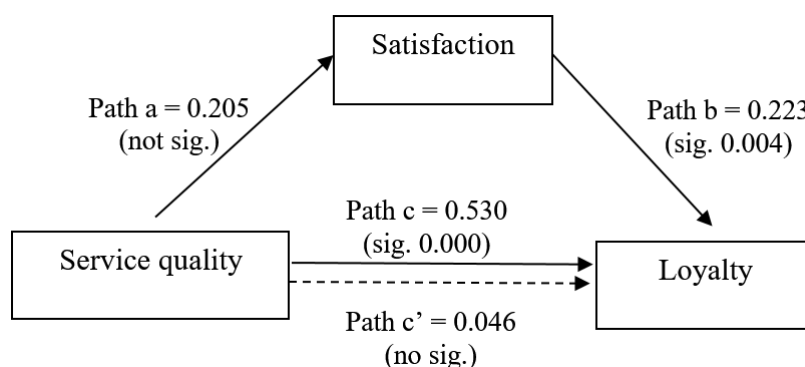 Satisfaction
Path a = 0.205
(not sig.)
Path b = 0.223
(sig. 0.004)
Path c = 0.530
(sig. 0.000)
Service quality
Loyalty
Path c’ = 0.046
(no sig.)